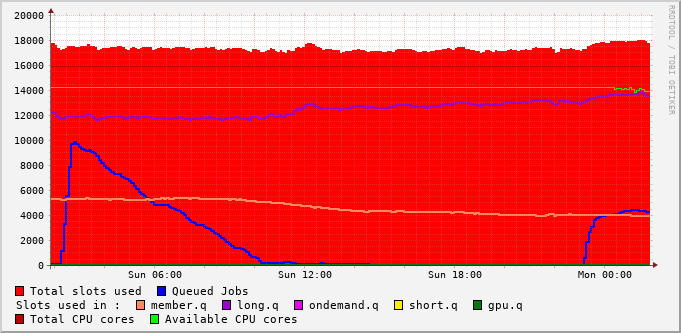 RRDTOOL / TOBI OETIKER
20000
18000
16000
14000
12000
10000
8000
6000
4000
2000
0
Sun 06:00 Sun 12:00 Sun 18:00 Mon 00:00
Total slots used Queued Jobs
Slots used in : member.q long.q ondemand.q short.q gpu.q
Total CPU cores Available CPU cores